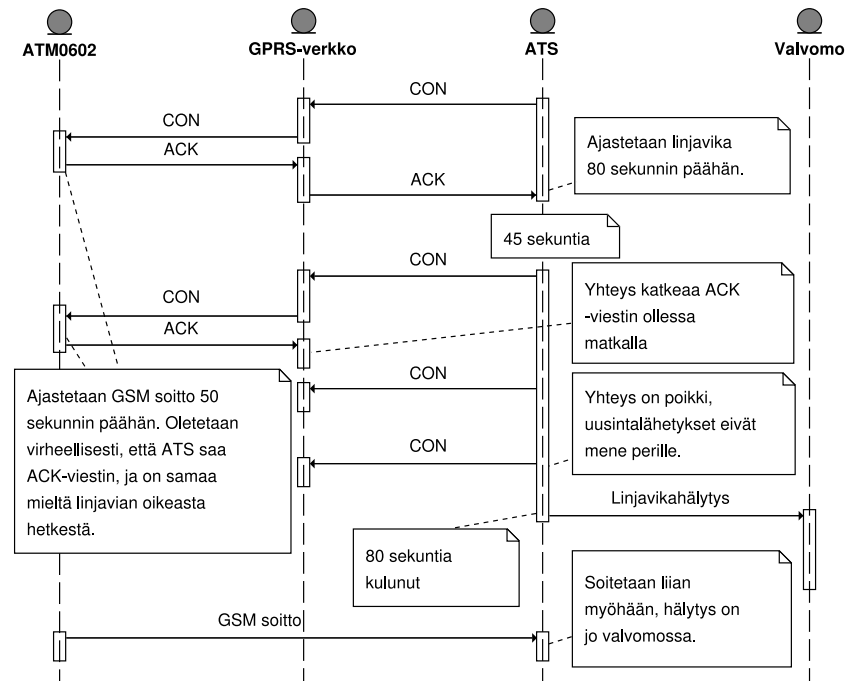 ATM0602
GPRS-verkko
ATS
Valvomo
CON
CON
ACK
ACK
Ajastetaan linjavika
80 sekunnin päähän.
45 sekuntia
CON
CON
ACK
Yhteys katkeaa ACK
-viestin ollessa
matkalla
Ajastetaan GSM soitto 50
sekunnin päähän. Oletetaan
virheellisesti, että ATS saa
ACK-viestin, ja on samaa
mieltä linjavian oikeasta
hetkestä.
CON
CON
Yhteys on poikki,
uusintalähetykset eivät
mene perille.
Linjavikahälytys
80 sekuntia
kulunut
Soitetaan liian
myöhään, hälytys on
jo valvomossa.
GSM soitto